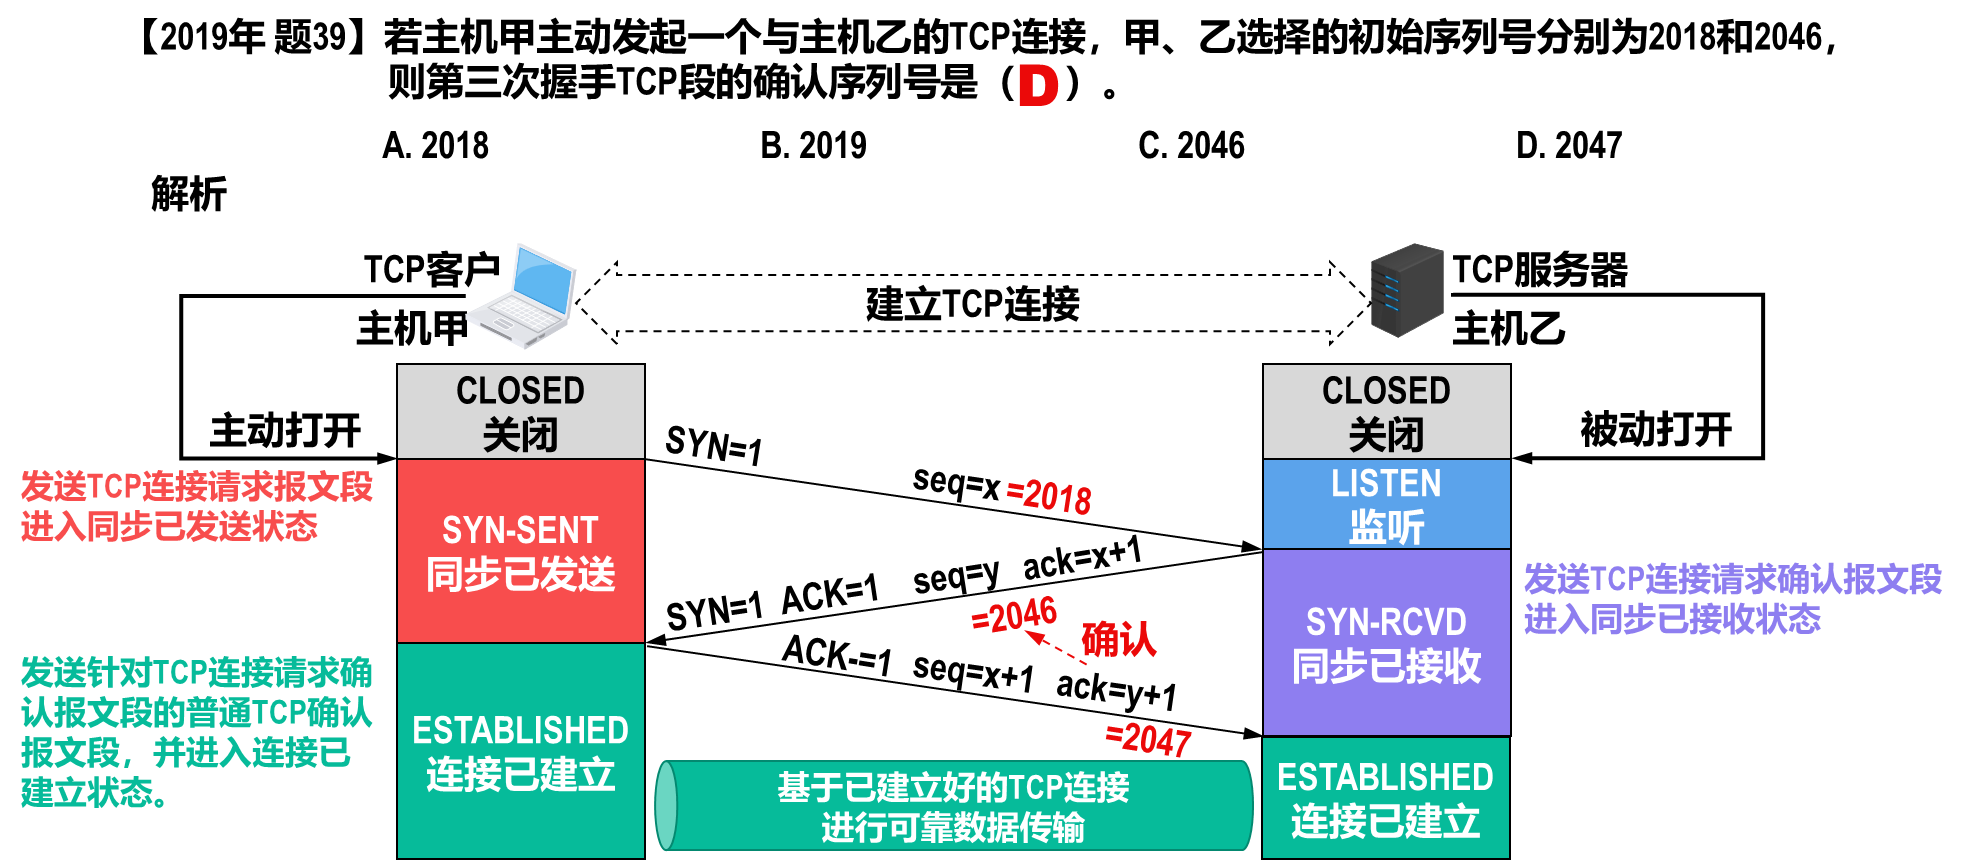 【2019年 题39】若主机甲主动发起一个与主机乙的TCP连接，甲、乙选择的初始序列号分别为2018和2046，
则第三次握手TCP段的确认序列号是（D）。
A. 2018 B. 2019 C. 2046 D. 2047
解析
TCP客户
主机甲
建立TCP连接
TCP服务器
主机乙
主动打开
被动打开
CLOSED
关闭
CLOSED
关闭
发送TCP连接请求报文段
进入同步已发送状态
SYN-SENT
同步已发送
SYN=1 seq=x =2018
LISTEN
监听
SYN=1 ACK=1 seq=y ack=x+1
=2046
确认
SYN-RCVD
同步已接收
发送TCP连接请求确认报文段
进入同步已接收状态
ACK-=1 seq=x+1 ack=y+1
=2047
发送针对TCP连接请求确
认报文段的普通TCP确认
报文段，并进入连接已
建立状态。
ESTABLISHED
连接已建立
ESTABLISHED
连接已建立
基于已建立好的TCP连接
进行可靠数据传输